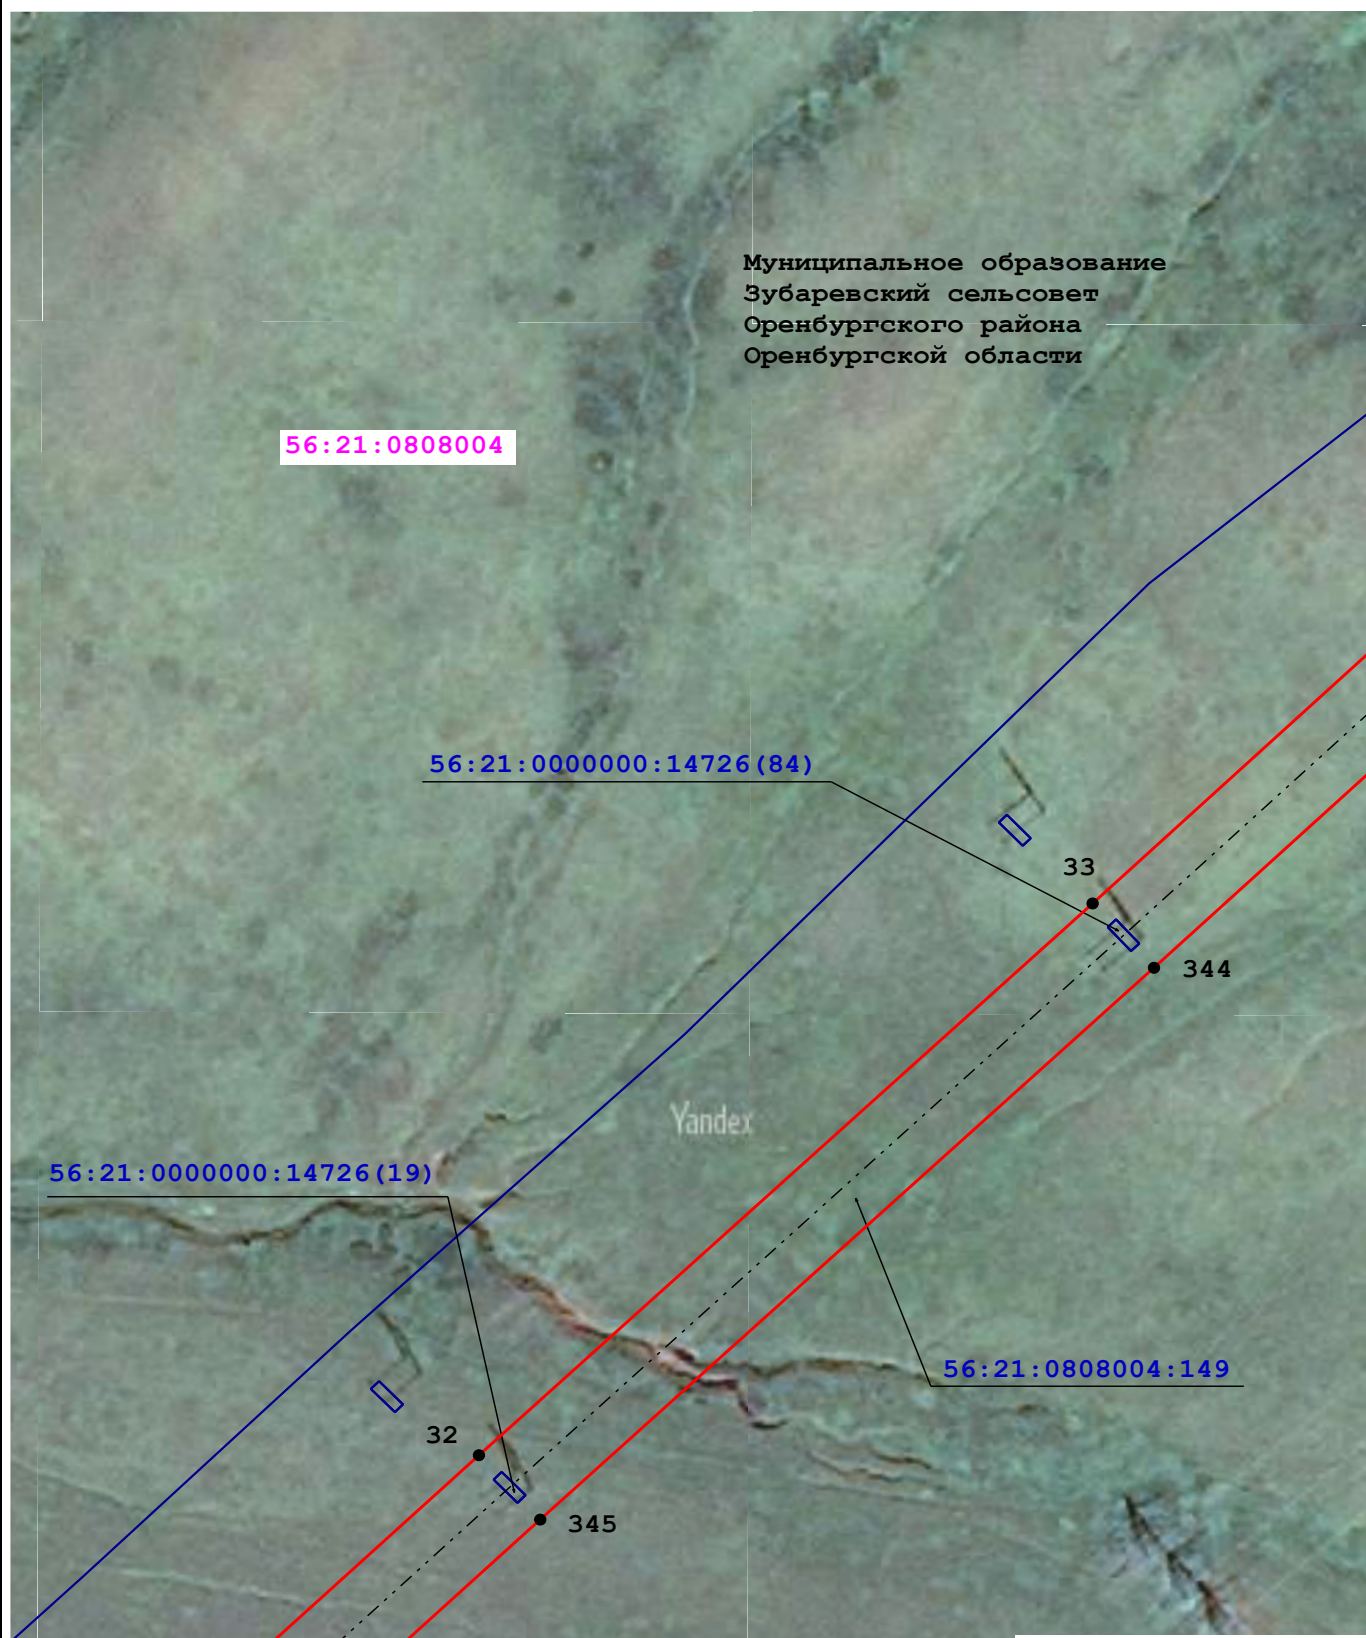 Муниципальное образование
Зубаревский сельсовет
Оренбургского района
Оренбургской области
56:21:0808004
56:21:0000000:14726(84)
33
344
Yandex
56:21:0000000:14726(19)
56:21:0808004:149
32
345